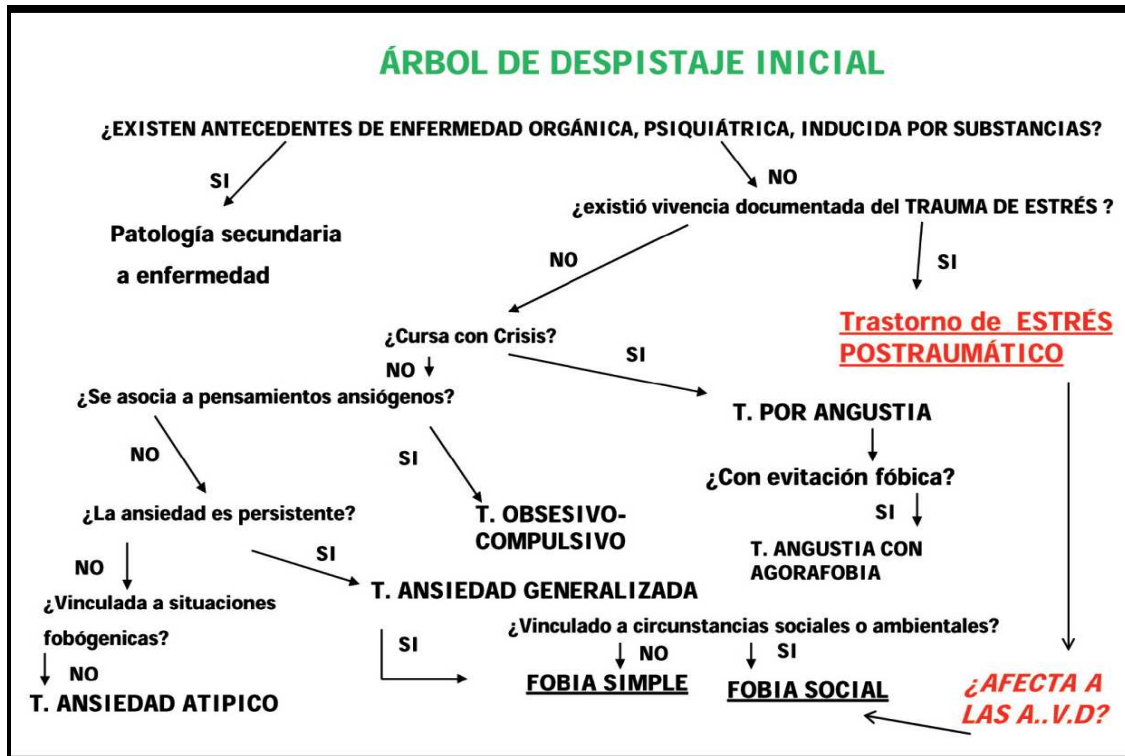 ÁRBOL DE DESPISTAJE INICIAL
¿EXISTEN ANTECEDENTES DE ENFERMEDAD ORGÁNICA, PSIQUIÁTRICA, INDUCIDA POR SUBSTANCIAS?
SI
NO
¿existió vivencia documentada del TRAUMA DE ESTRÉS ?
Patología secundaria
a enfermedad
NO
SI
Trastorno de ESTRÉS
POSTRAUMÁTICO
¿Cursa con Crisis?
NO
SI
¿Se asocia a pensamientos ansiógenos?
T. POR ANGUSTIA
NO
SI
¿Con evitación fóbica?
SI
¿La ansiedad es persistente?
T. OBSESIVO-
COMPULSIVO
T. ANGUSTIA CON
AGORAFOBIA
NO
SI
T. ANSIEDAD GENERALIZADA
¿Vinculada a situaciones
fobógenicas?
¿Vinculado a circunstancias sociales o ambientales?
SI
NO
SI
NO
FOBIA SIMPLE
FOBIA SOCIAL
T. ANSIEDAD ATIPICO
¿AFECTA A
LAS A..V.D?